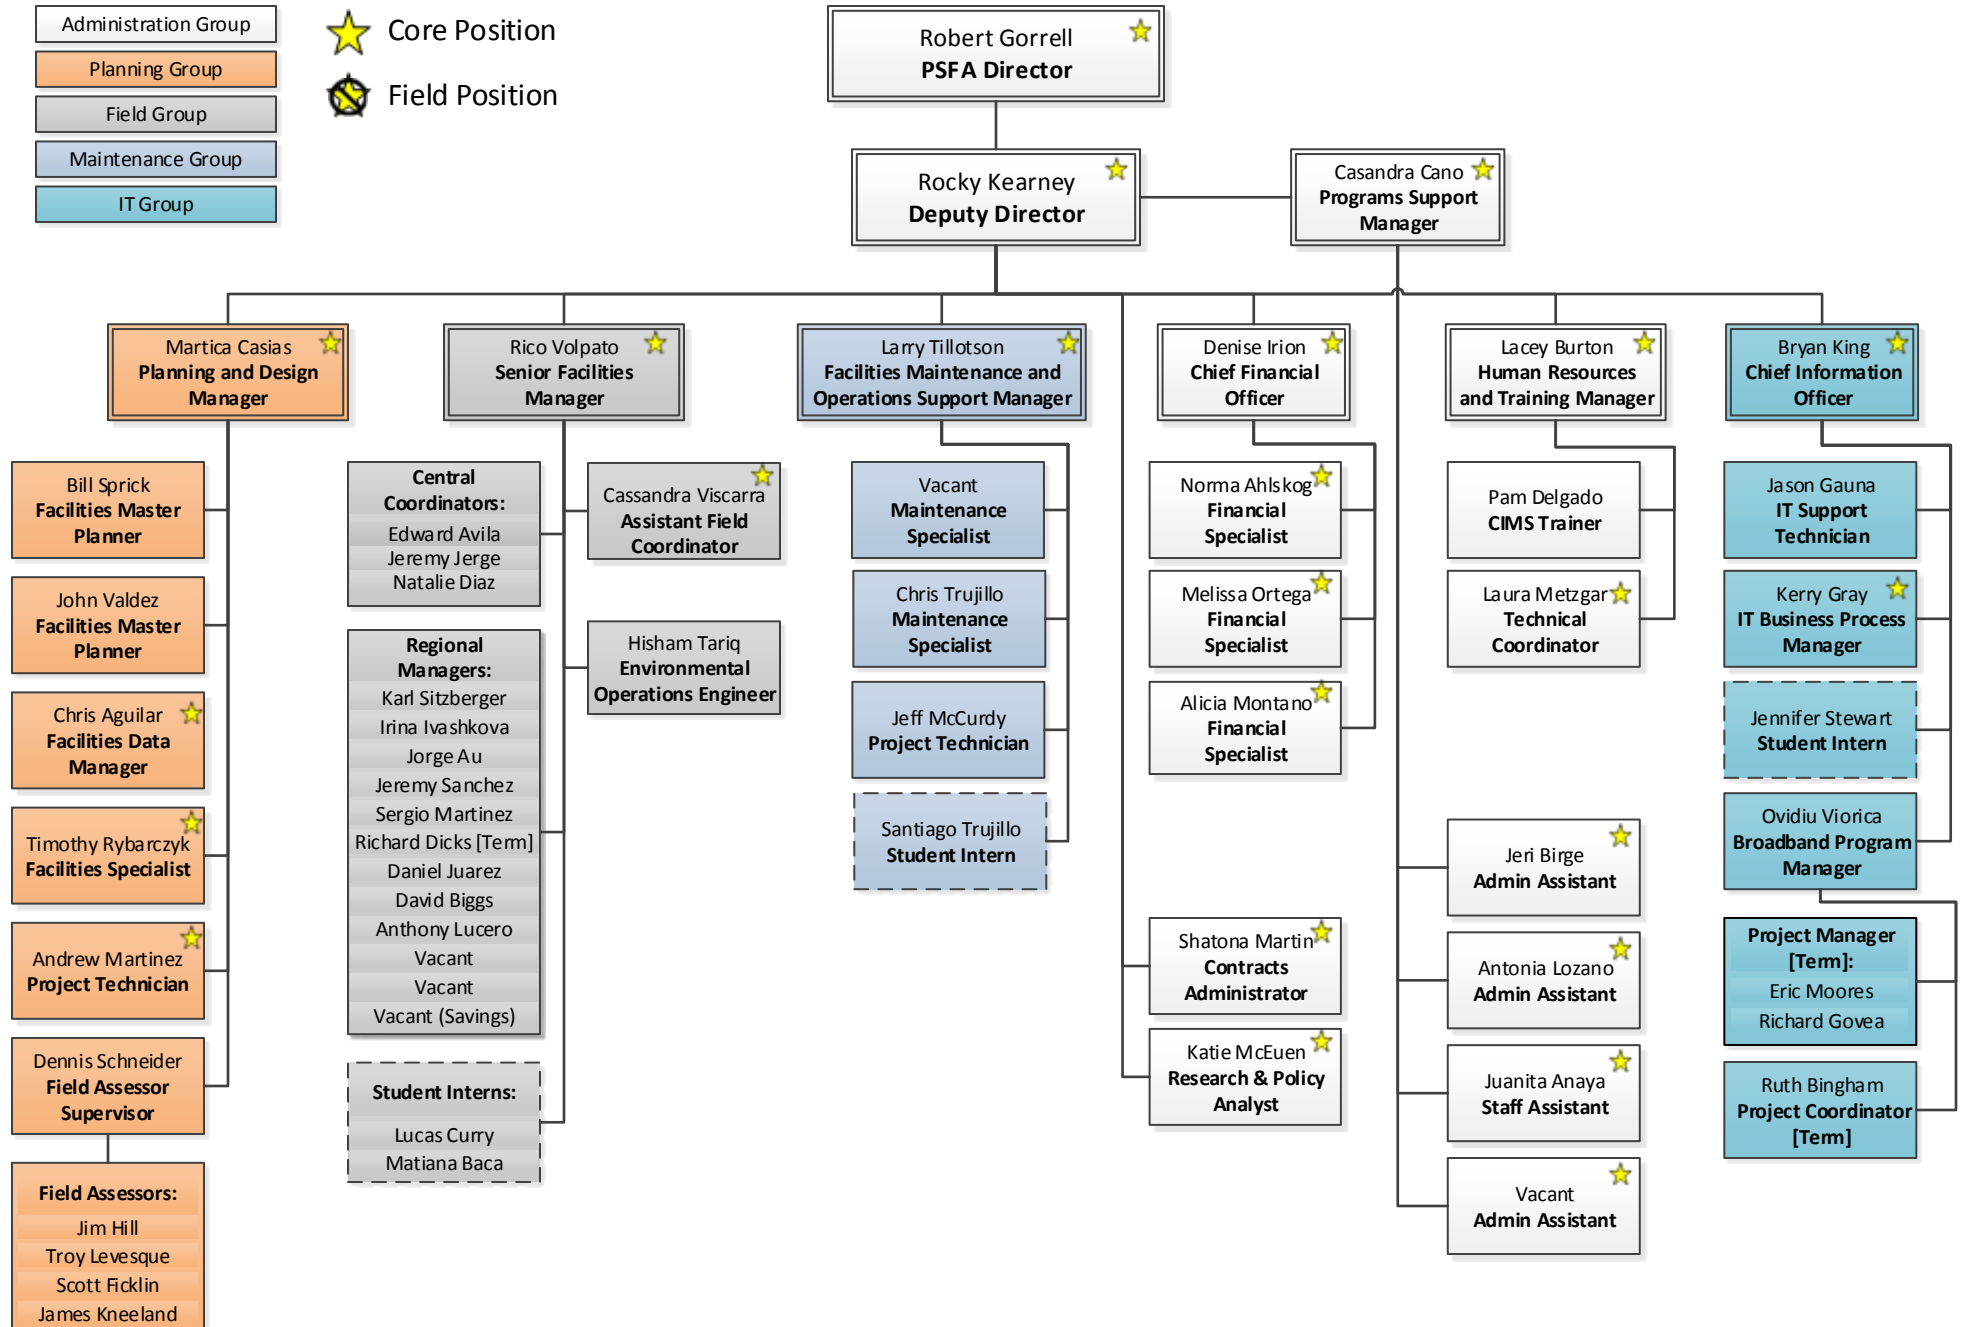 Administration Group
Planning Group
Field Group
Maintenance Group
IT Group
Core Position
Field Position
Robert Gorrell
PSFA Director
Rocky Kearney
Deputy Director
Casandra Cano
Programs Support
Manager
Martica Casias
Planning and Design
Manager
Rico Volpato
Senior Facilities
Manager
Larry Tillotson
Facilities Maintenance and
Operations Support Manager
Denise Irion
Chief Financial
Officer
Lacey Burton
Human Resources
and Training Manager
Bryan King
Chief Information
Officer
Bill Sprick
Facilities Master
Planner
John Valdez
Facilities Master
Planner
Chris Aguilar
Facilities Data
Manager
Timothy Rybarczyk
Facilities Specialist
Andrew Martinez
Project Technician
Dennis Schneider
Field Assessor
Supervisor
Field Assessors:
Jim Hill
Troy Levesque
Scott Ficklin
James Kneeland
Central
Coordinators:
Edward Avila
Jeremy Jerge
Natalie Diaz
Regional
Managers:
Karl Sitzberger
Irina Ivashkova
Jorge Au
Jeremy Sanchez
Sergio Martinez
Richard Dicks [Term]
Daniel Juarez
David Biggs
Anthony Lucero
Vacant
Vacant
Vacant (Savings)
Student Interns:
Lucas Curry
Matiana Baca
Cassandra Viscarra
Assistant Field
Coordinator
Hisham Tariq
Environmental
Operations Engineer
Vacant
Maintenance
Specialist
Chris Trujillo
Maintenance
Specialist
Jeff McCurdy
Project Technician
Santiago Trujillo
Student Intern
Norma Ahlskog
Financial
Specialist
Melissa Ortega
Financial
Specialist
Alicia Montano
Financial
Specialist
Shatona Martin
Contracts
Administrator
Katie McEuen
Research & Policy
Analyst
Pam Delgado
CIMS Trainer
Laura Metzgar
Technical
Coordinator
Jeri Birge
Admin Assistant
Antonia Lozano
Admin Assistant
Juanita Anaya
Staff Assistant
Vacant
Admin Assistant
Jason Gauna
IT Support
Technician
Kerry Gray
IT Business Process
Manager
Jennifer Stewart
Student Intern
Ovidiu Viorica
Broadband Program
Manager
Project Manager
[Term]:
Eric Moores
Richard Govea
Ruth Bingham
Project Coordinator
[Term]